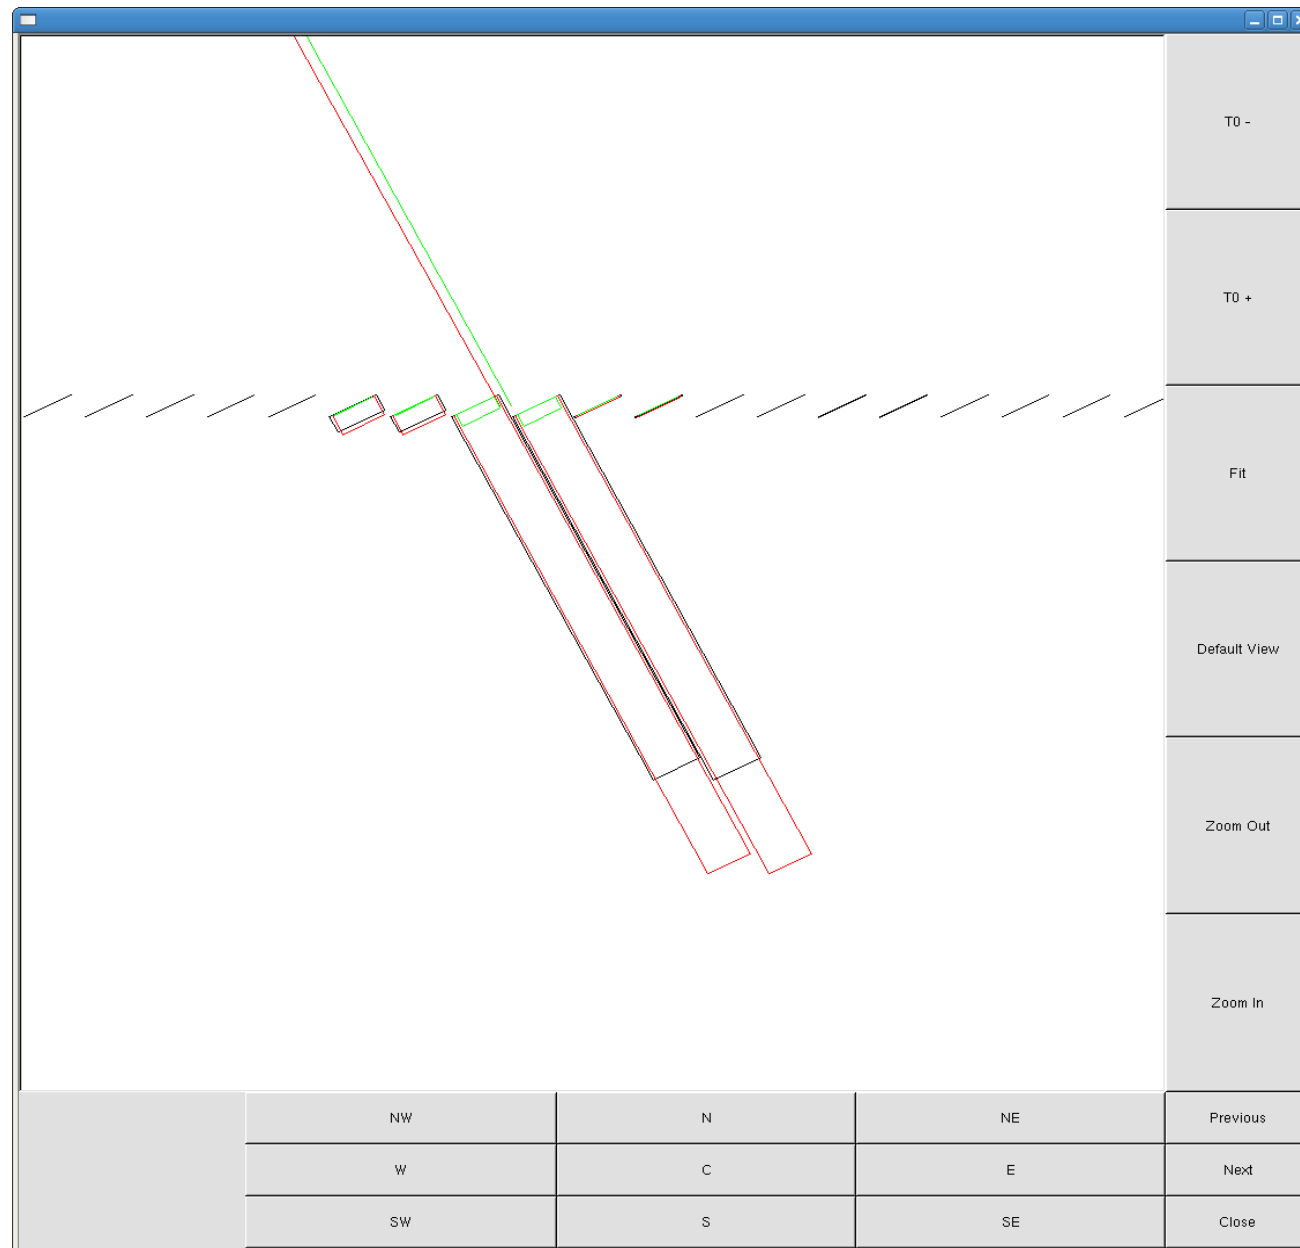 T0 -
T0 +
Fit
Default View
Zoom Out
Zoom In
NW N NE Previous
W C E Next
SW S SE Close